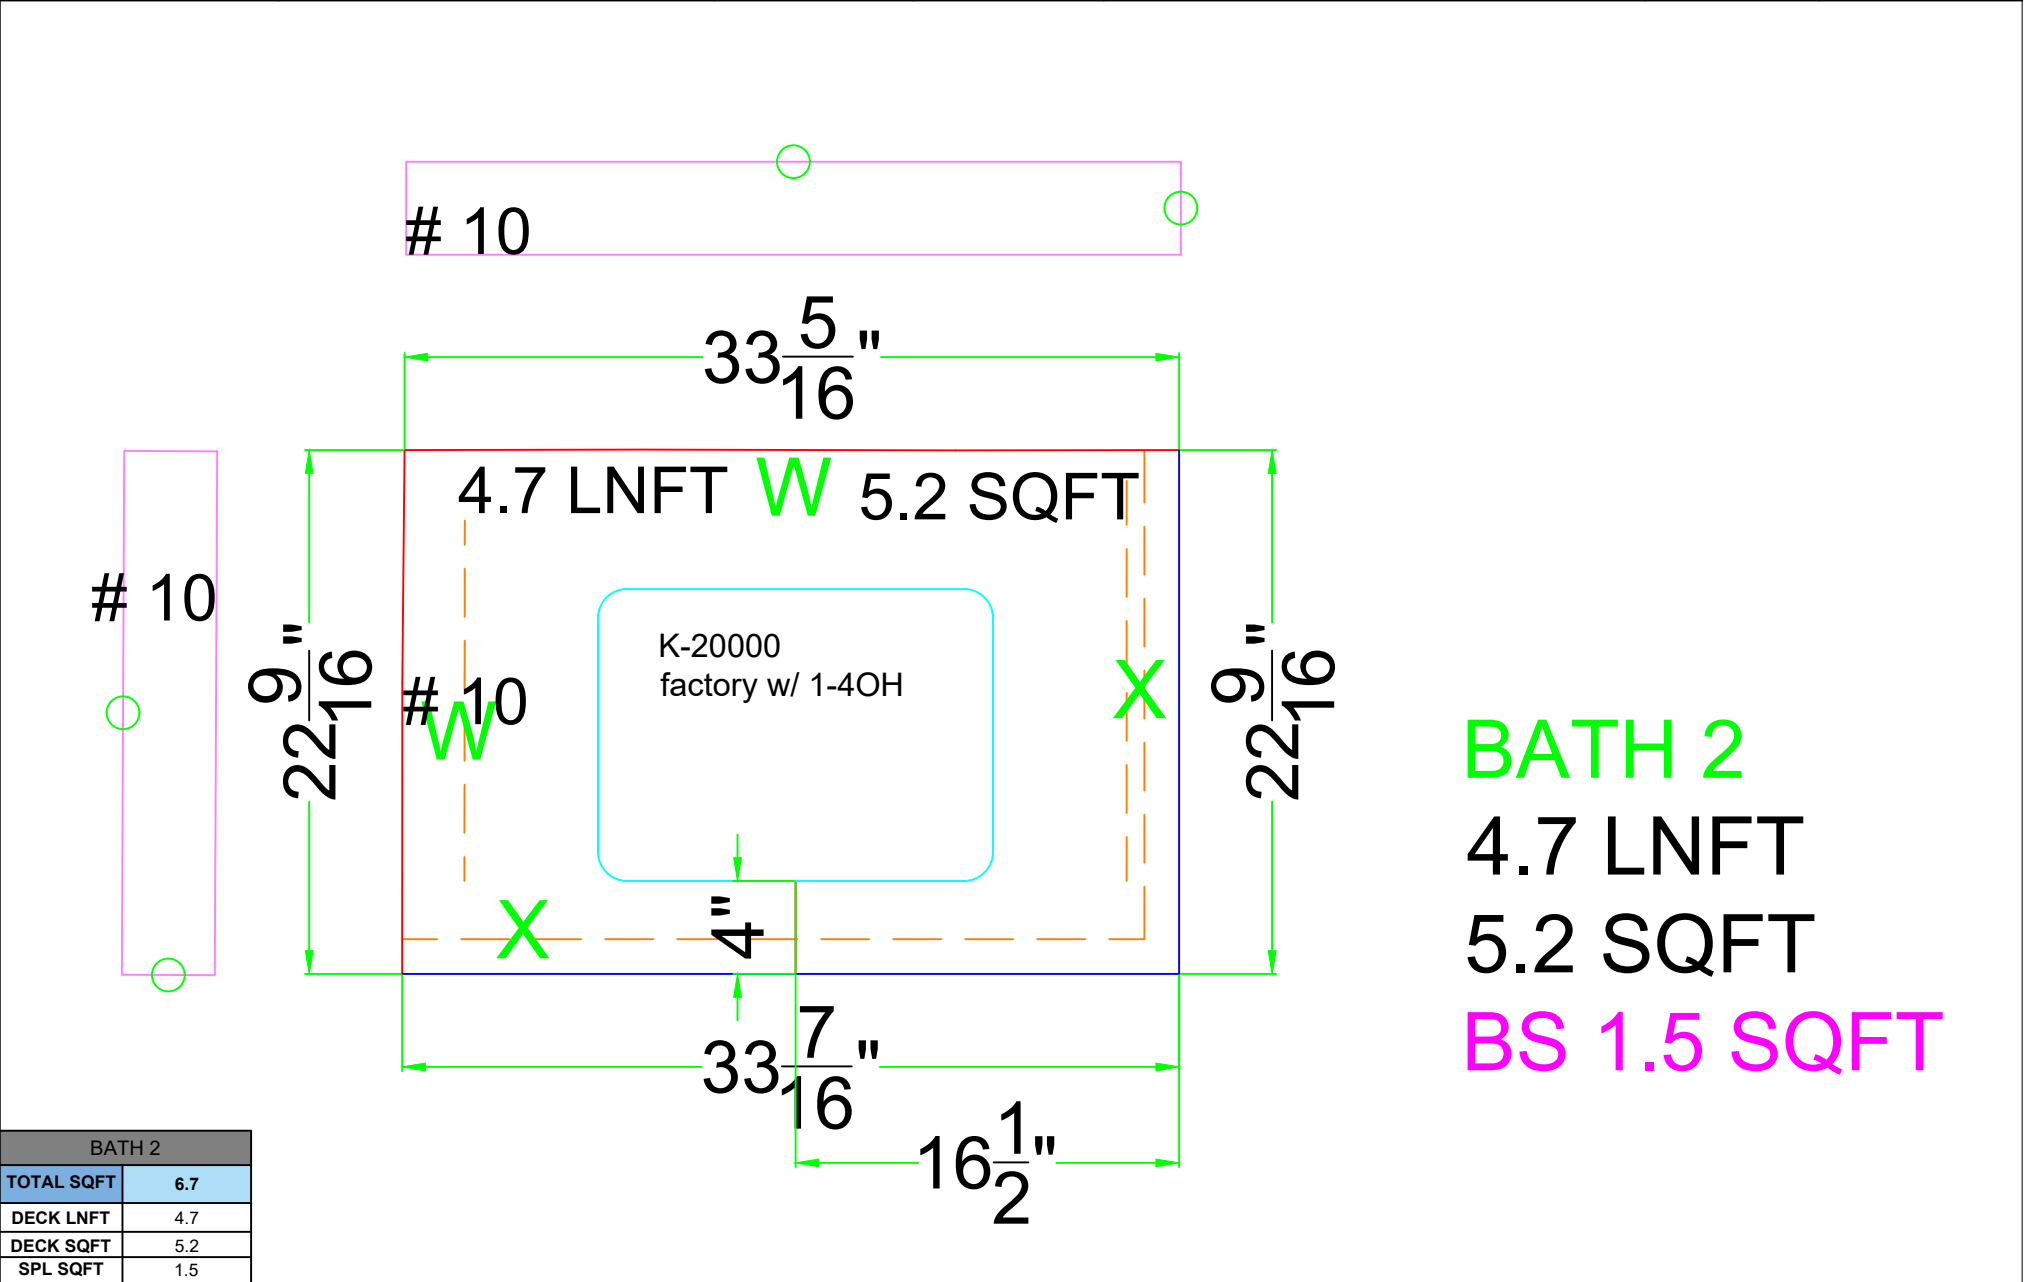 # 10
33 5/16"
4.7 LNFT W 5.2 SQFT
# 10
K-20000
factory w/ 1-4OH
22 9/16"
# 10
W
X
22 9/16"
X
4"
BATH 2
4.7 LNFT
5.2 SQFT
BS 1.5 SQFT
33 7/16"
16 1/2"
BATH 2
TOTAL SQFT 6.7
DECK LNFT 4.7
DECK SQFT 5.2
SPL SQFT 1.5